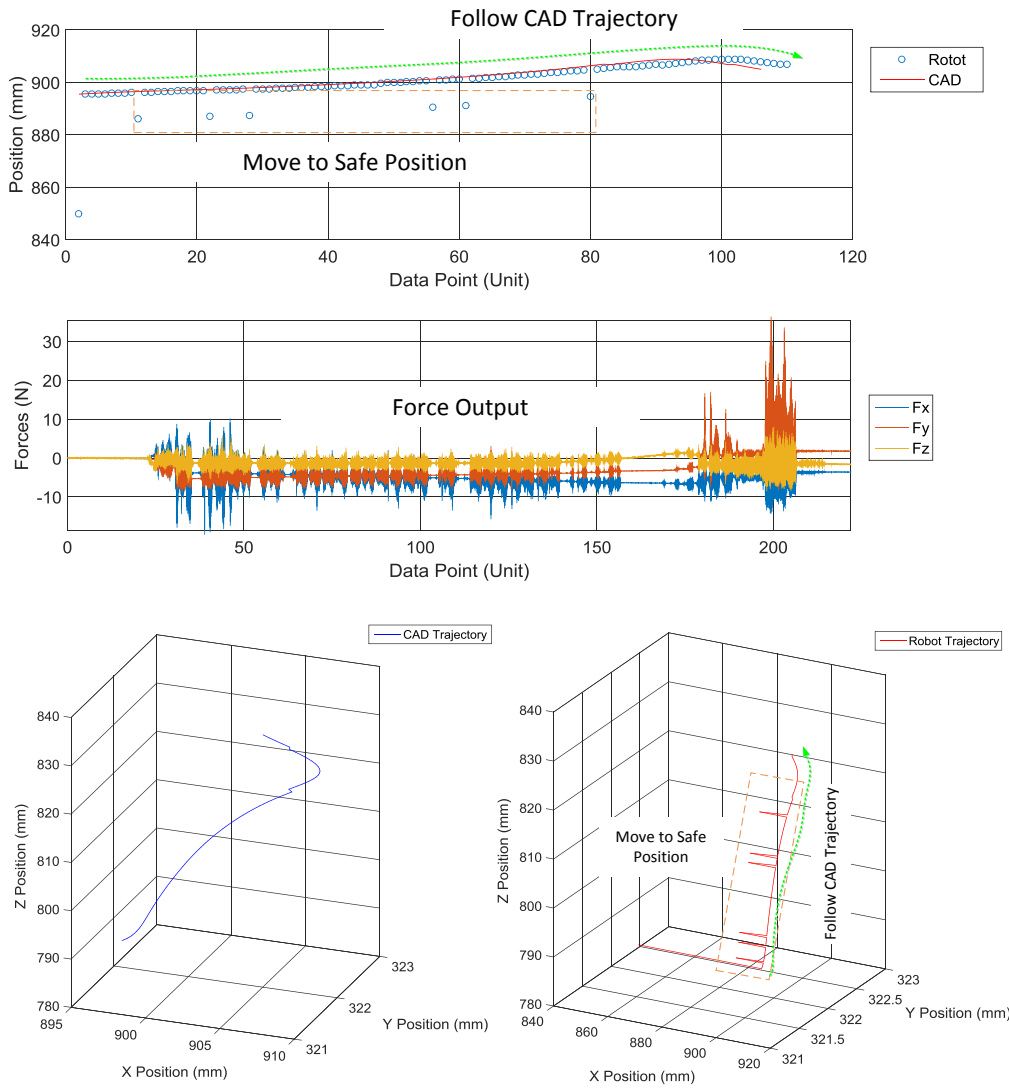 Follow CAD Trajectory
920
900
880
860
840
Position (mm)
0 20 40 60 80 100 120
Data Point (Unit)
Move to Safe Position
Rotot
CAD
30
20
10
0
-10
Forces (N)
Force Output
0 50 100 150 200
Data Point (Unit)
Fx
Fy
Fz
CAD Trajectory
840
830
820
810
800
790
780
Z Position (mm)
895 900 905 910
X Position (mm)
321 322 323
Y Position (mm)
Robot Trajectory
840
830
820
810
800
790
780
Z Position (mm)
Move to Safe
Position
Follow CAD Trajectory
840 860 880 900 920
X Position (mm)
321 321.5 322 322.5 323
Y Position (mm)